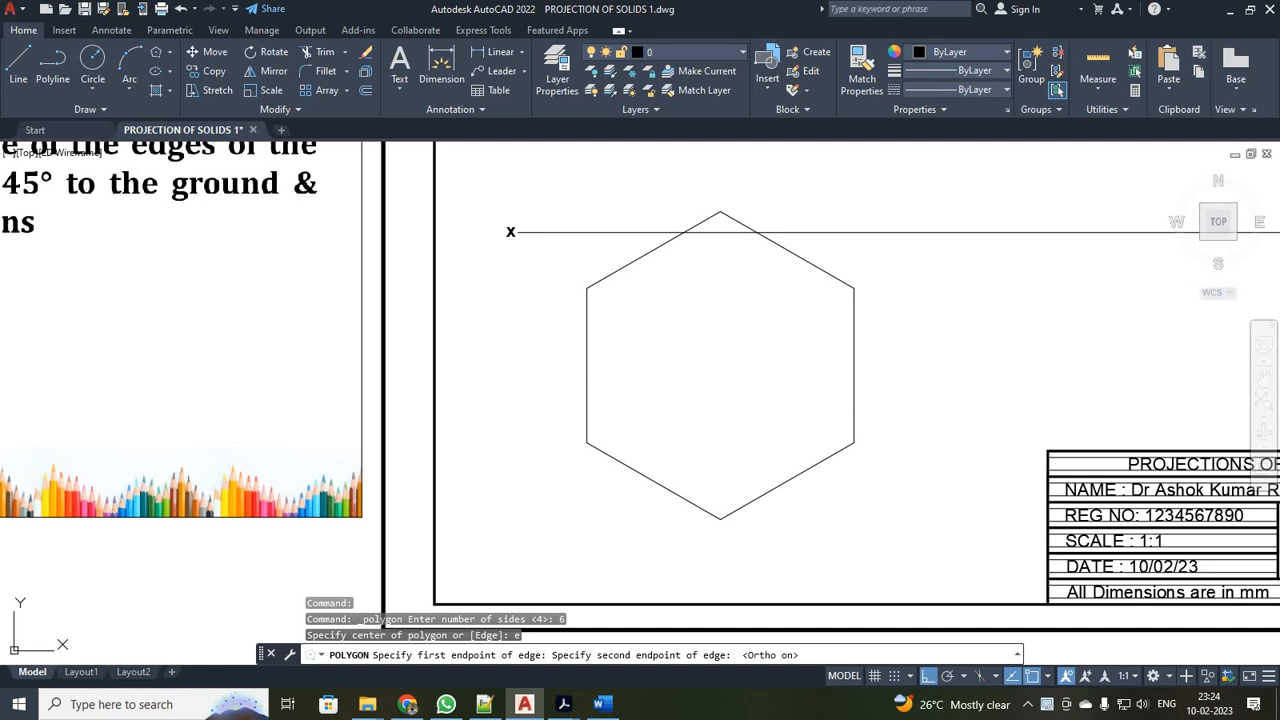 Share
Autodesk AutoCAD 2022 PROJECTION OF SOLIDS 1.dwg
Type a keyword or phrase
Sign In
Home Insert Annotate Parametric View Manage Output Add-ins Collaborate Express Tools Featured Apps
Line Polyline Circle Arc
Move Rotate Trim
Copy Mirror Fillet
Stretch Scale Array
Text Dimension
Linear
Leader
Table
Layer Properties
0
Make Current
Match Layer
Insert
Create
Edit
Match Properties
ByLayer
ByLayer
ByLayer
Group Measure Paste Base
Draw Modify Annotation Layers Block Properties Groups Utilities Clipboard View
Start PROJECTION OF SOLIDS 1*
[Top]
e of the edges of the
45° to the ground &
ns
X
N
W TOP E
S
WCS
PROJECTIONS OF
NAME : Dr Ashok Kumar R
REG NO: 1234567890
SCALE : 1:1
DATE : 10/02/23
All Dimensions are in mm
Y
X
Command:
Command: _polygon Enter number of sides <4>: 6
Specify center of polygon or [Edge]: e
POLYGON Specify first endpoint of edge: Specify second endpoint of edge: <Ortho on>
Model Layout1 Layout2
MODEL 1:1
Type here to search
26°C Mostly clear
ENG
23:24
10-02-2023